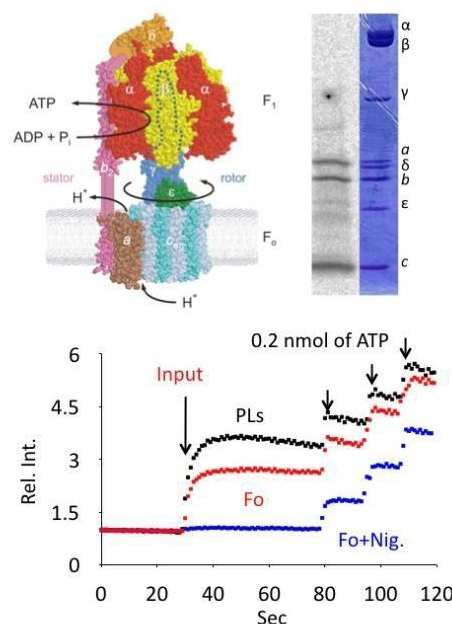 δ
α
β
α
ATP
ADP + Pi
F1
b2
stator
ε
rotor
H+
a
c
Fo
H+
α
β
γ
a
δ
b
ε
c
0.2 nmol of ATP
Input
PLs
Fo
Fo+Nig.
Rel. Int.
6
4.5
3
1.5
0
0 20 40 60 80 100 120
Sec